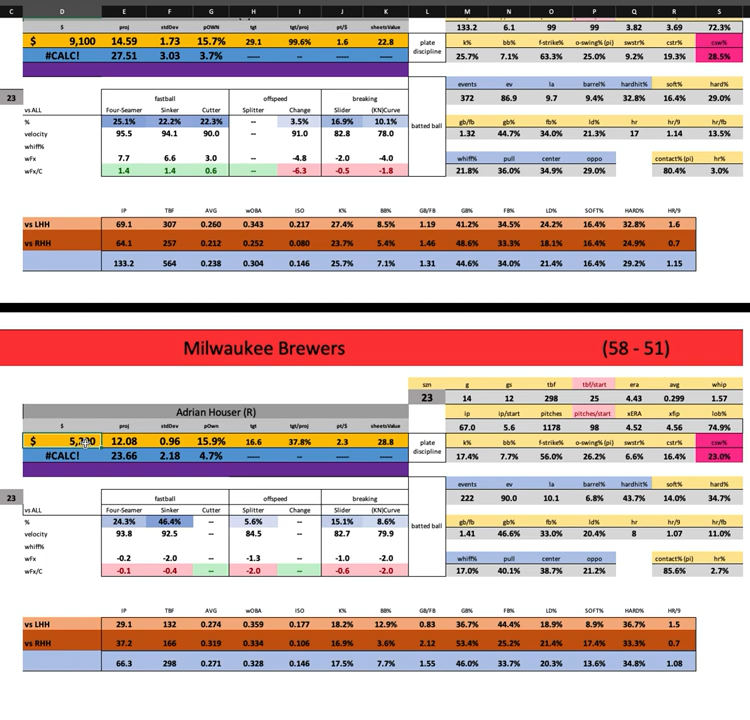 C D E F G H I J K L M N O P Q R S
$ proj stdDev pOWN tgt tgt/proj pt/$ sheetsValue 133.2 6.1 99 99 3.82 3.69 72.3%
$ 9,100 14.59 1.73 15.7% 29.1 99.6% 1.6 22.8 plate discipline k% bb% f-strike% o-swing% (pi) swstr% cstr% csw%
#CALC! 27.51 3.03 3.7% ---- ---- -- ---- 25.7% 7.1% 63.3% 25.0% 9.2% 19.3% 28.5%
events ev la barrel% hardhit% soft% hard%
23 fastball offspeed breaking 372 86.9 9.7 9.4% 32.8% 16.4% 29.0%
vs ALL Four-Seamer Sinker Cutter Splitter Change Slider (KN)Curve
% 25.1% 22.2% 22.3% -- 3.5% 16.9% 10.1% batted ball gb/fb gb% fb% ld% hr hr/9 hr/fb
velocity 95.5 94.1 90.0 -- 91.0 82.8 78.0 1.32 44.7% 34.0% 21.3% 17 1.14 13.5%
whiff%
wFx 7.7 6.6 3.0 -4.8 -2.0 -4.0 whiff% pull center oppo contact% (pi) hr%
wFx/C 1.4 1.4 0.6 -- -6.3 -0.5 -1.8 21.8% 36.0% 34.9% 29.0% 80.4% 3.0%
IP TBF AVG wOBA ISO K% BB% GB/FB GB% FB% LD% SOFT% HARD% HR/9
vs LHH 69.1 307 0.260 0.343 0.217 27.4% 8.5% 1.19 41.2% 34.5% 24.2% 16.4% 32.8% 1.6
vs RHH 64.1 257 0.212 0.252 0.080 23.7% 5.4% 1.46 48.6% 33.3% 18.1% 16.4% 24.9% 0.7
133.2 564 0.238 0.304 0.146 25.7% 7.1% 1.31 44.6% 34.0% 21.4% 16.4% 29.2% 1.15
Milwaukee Brewers (58 - 51)
szn g gs tbf tbf/start era avg whip
23 14 12 298 25 4.43 0.299 1.57
Adrian Houser (R) ip ip/start pitches pitches/start xERA xfip lob%
$ proj stdDev pOWN tgt tgt/proj pt/$ sheetsValue 67.0 5.6 1178 98 4.52 4.56 74.9%
$ 12.08 0.96 15.9% 16.6 37.8% 2.3 28.8 plate discipline k% bb% f-strike% o-swing% (pi) swstr% cstr% csw%
#CALC! 23.66 2.18 4.7% ---- ---- -- ---- 17.4% 7.7% 56.0% 26.2% 6.6% 16.4% 23.0%
events ev la barrel% hardhit% soft% hard%
23 fastball offspeed breaking 222 90.0 10.1 6.8% 43.7% 14.0% 34.7%
vs ALL Four-Seamer Sinker Cutter Splitter Change Slider (KN)Curve
% 24.3% 46.4% -- 5.6% -- 15.1% 8.6% batted ball gb/fb gb% fb% ld% hr hr/9 hr/fb
velocity 93.8 92.5 -- 84.5 -- 82.7 79.9 1.41 46.6% 33.0% 20.4% 8 1.07 11.0%
whiff%
wFx -0.2 -2.0 -1.3 -1.0 -2.0 whiff% pull center oppo contact% (pi) hr%
wFx/C -0.1 -0.4 -- -2.0 -- -0.6 -2.0 17.0% 40.1% 38.7% 21.2% 85.6% 2.7%
IP TBF AVG wOBA ISO K% BB% GB/FB GB% FB% LD% SOFT% HARD% HR/9
vs LHH 29.1 132 0.274 0.359 0.177 18.2% 12.9% 0.83 36.7% 44.4% 18.9% 8.9% 36.7% 1.5
vs RHH 37.2 166 0.319 0.334 0.106 16.9% 3.6% 2.12 53.4% 25.2% 21.4% 17.4% 33.3% 0.7
66.3 298 0.271 0.328 0.146 17.5% 7.7% 1.55 46.0% 33.7% 20.3% 13.6% 34.8% 1.08